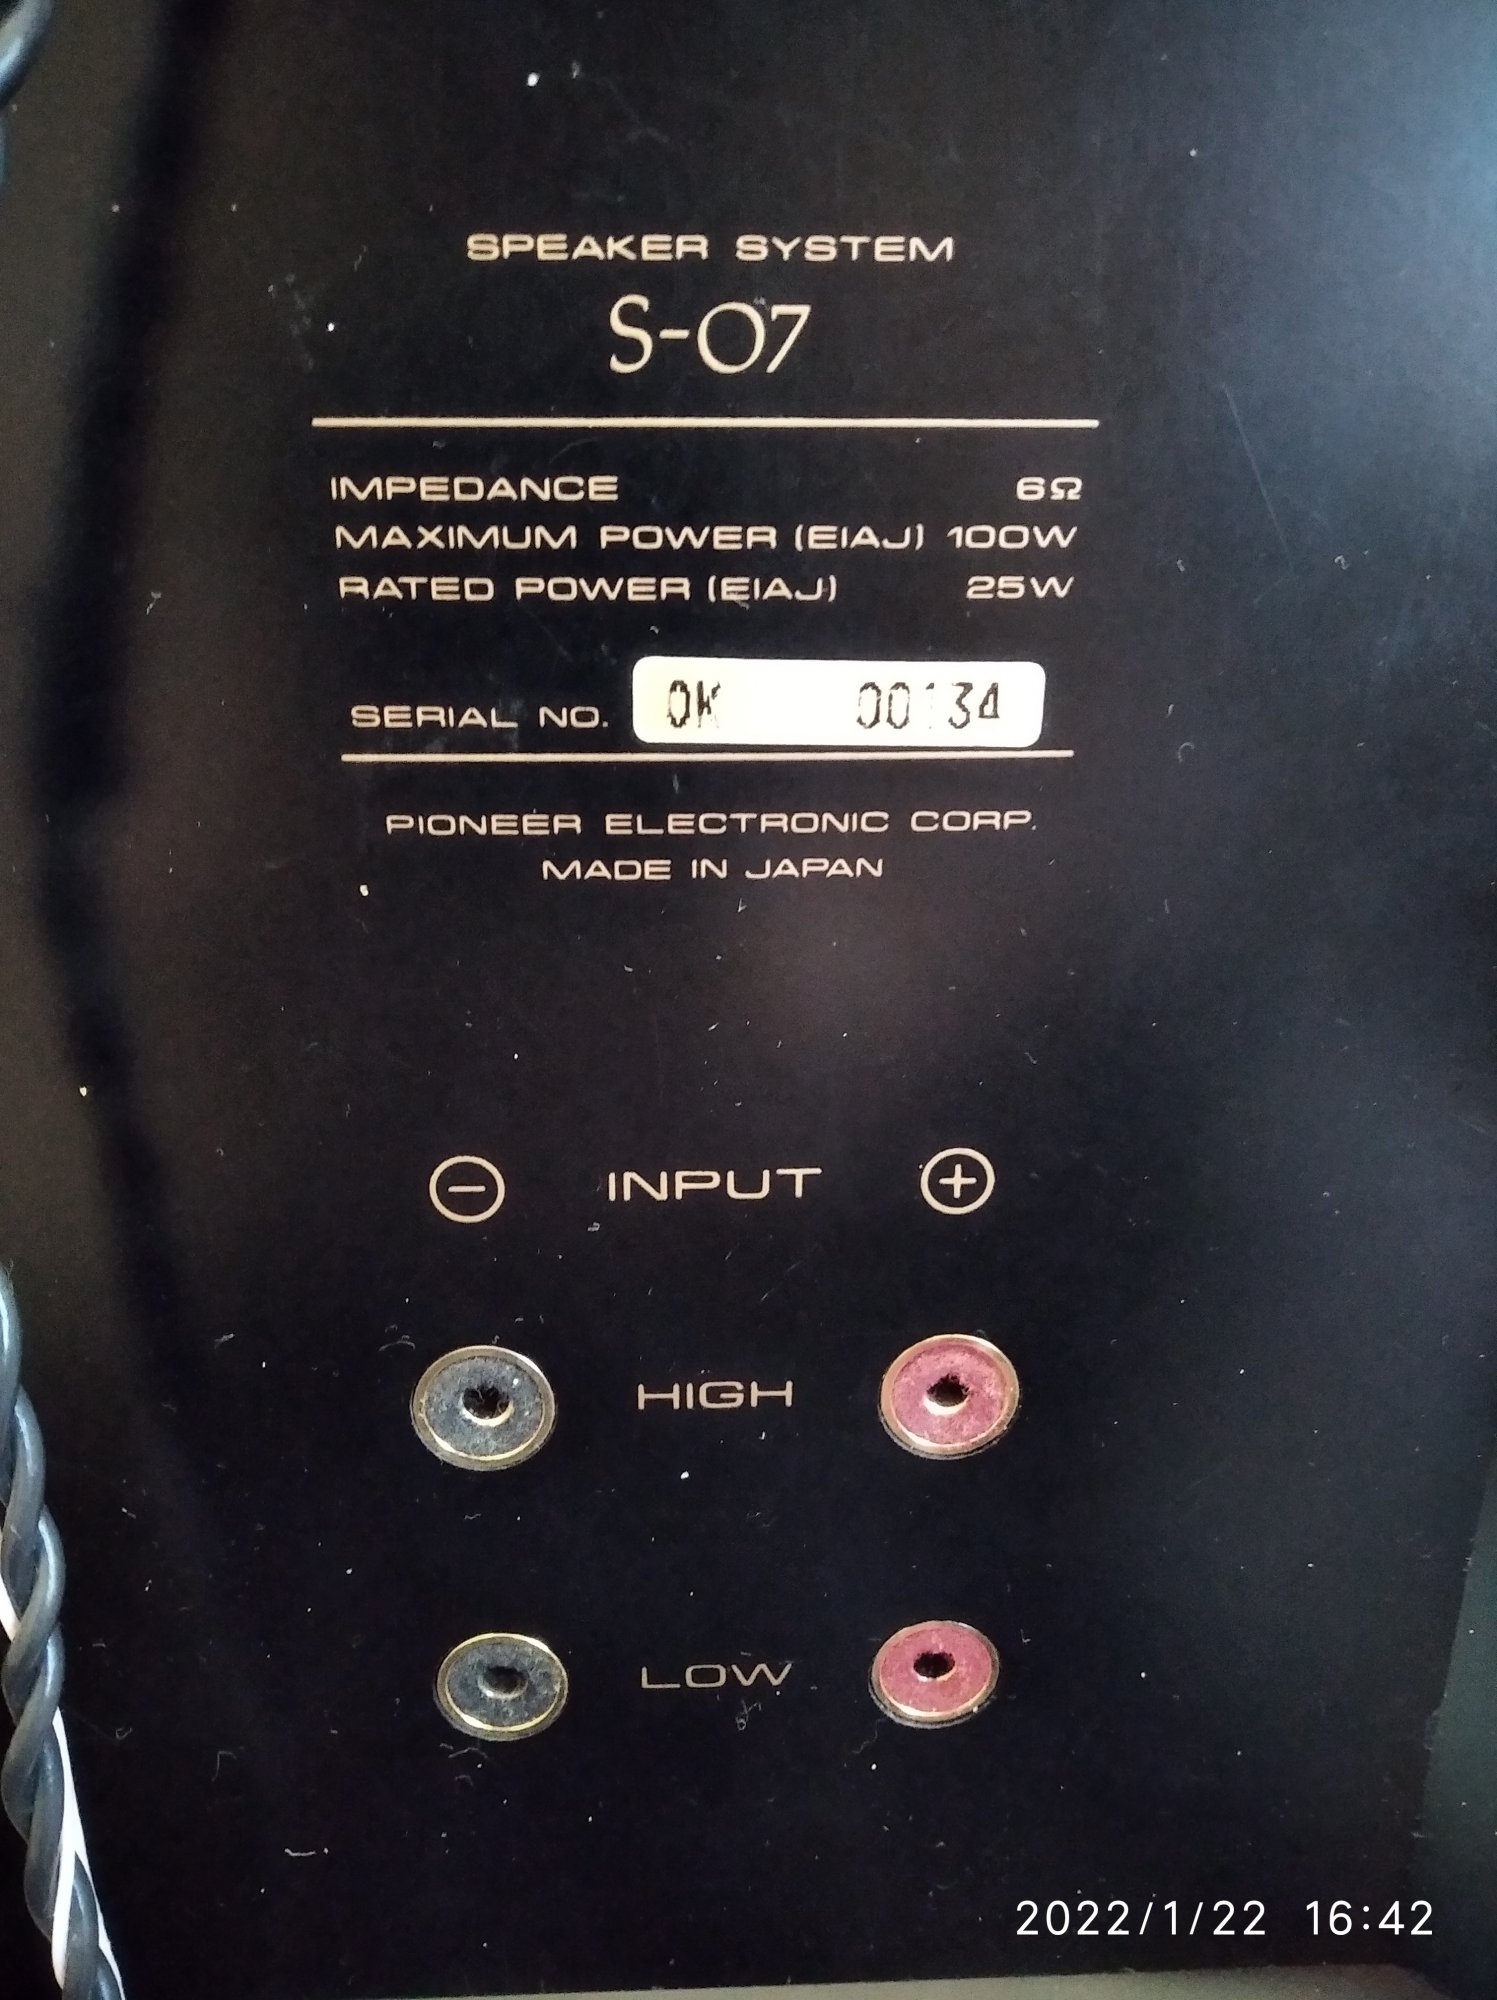 SPEAKER SYSTEM
S-07
IMPEDANCE 6Ω
MAXIMUM POWER (EIAJ) 100W
RATED POWER (EIAJ) 25W
SERIAL NO. OK 00134
PIONEER ELECTRONIC CORP.
MADE IN JAPAN
⊖ INPUT ⊕
HIGH
LOW
2022/1/22 16:42